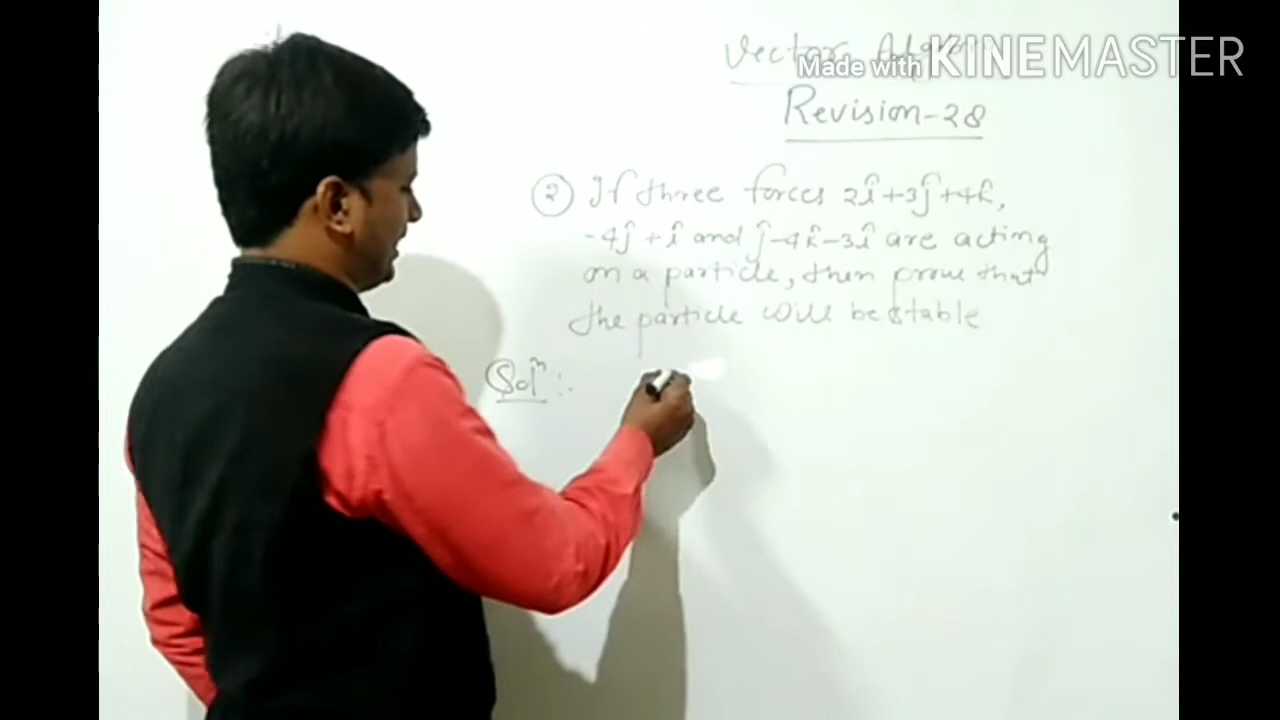 Vector
Made with KINEMASTER
Revision-28
② If three forces 2î+3ĵ+4k̂,
-4ĵ+î and ĵ-4k̂-3î are acting
on a particle, then prove that
the particle will be stable
Solⁿ:-